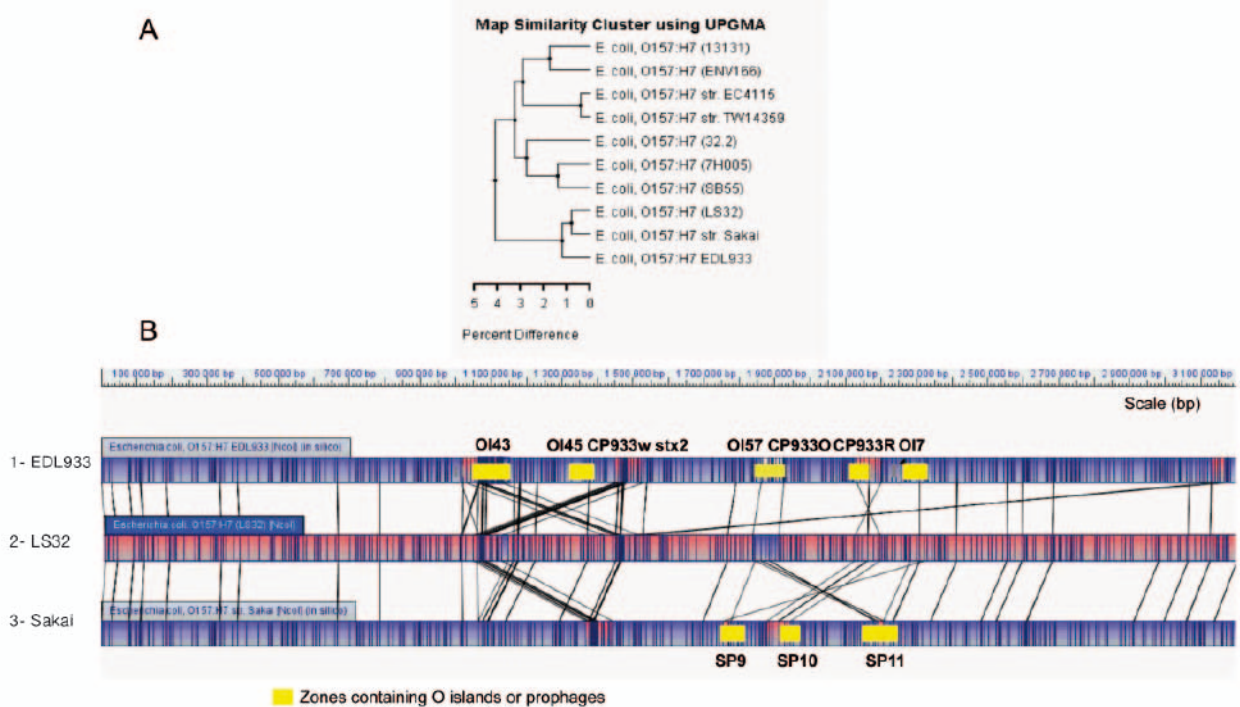 A
Map Similarity Cluster using UPGMA
E. coli, O157:H7 (13131)
E. coli, O157:H7 (ENV166)
E. coli, O157:H7 str. EC4115
E. coli, O157:H7 str. TW14359
E. coli, O157:H7 (32.2)
E. coli, O157:H7 (7H005)
E. coli, O157:H7 (SB55)
E. coli, O157:H7 (LS32)
E. coli, O157:H7 str. Sakai
E. coli, O157:H7 EDL933
5 4 3 2 1 0
Percent Difference
B
100,000 bp 300,000 bp 500,000 bp 700,000 bp 900,000 bp 1 100,000 bp 1 300,000 bp 1 500,000 bp 1 700,000 bp 1 900,000 bp 2 100,000 bp 2 300,000 bp 2 500,000 bp 2 700,000 bp 2 900,000 bp 3 100,000 bp
Scale (bp)
Escherichia coli, O157:H7 EDL933 [NcoI] (in silico)
OI43 OI45 CP933w stx2 OI57 CP933O CP933R OI7
1- EDL933
Escherichia coli, O157:H7 (LS32) [NcoI]
2- LS32
Escherichia coli, O157:H7 str. Sakai [NcoI] (in silico)
3- Sakai
SP9 SP10 SP11
Zones containing O islands or prophages